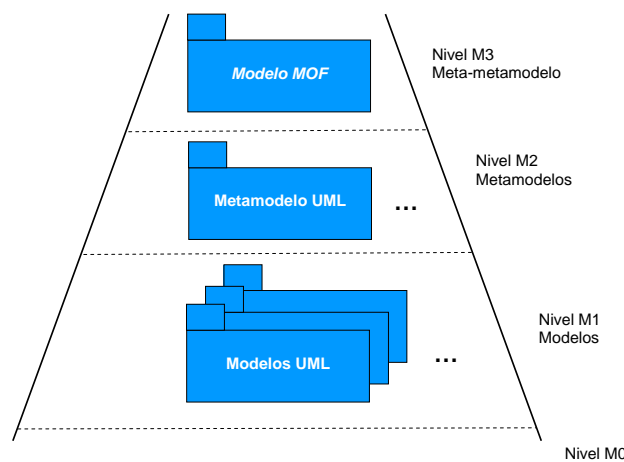 Modelo MOF
Nivel M3
Meta-metamodelo
Metamodelo UML
...
Nivel M2
Metamodelos
Modelos UML
...
Nivel M1
Modelos
Nivel M0